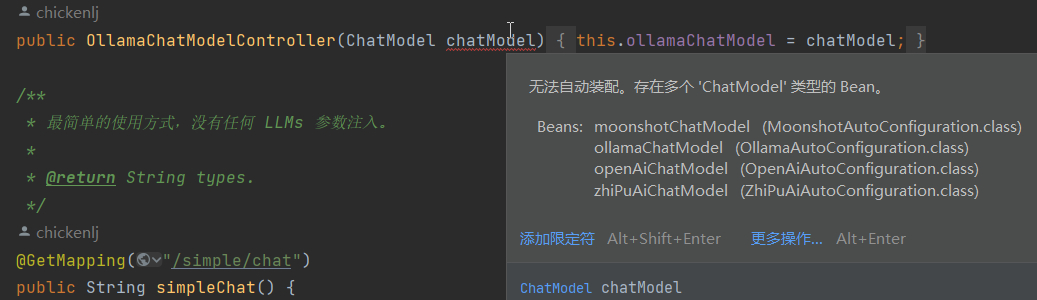 chickenlj
public OllamaChatModelController(ChatModel chatModel) { this.ollamaChatModel = chatModel; }
/**
* 最简单的使用方式，没有任何 LLMs 参数注入。
*
* @return String types.
*/
chickenlj
@GetMapping("/simple/chat")
public String simpleChat() {
无法自动装配。存在多个 'ChatModel' 类型的 Bean。
Beans: moonshotChatModel (MoonshotAutoConfiguration.class)
ollamaChatModel (OllamaAutoConfiguration.class)
openAiChatModel (OpenAiAutoConfiguration.class)
zhiPuAiChatModel (ZhiPuAiAutoConfiguration.class)
添加限定符 Alt+Shift+Enter 更多操作... Alt+Enter
ChatModel chatModel